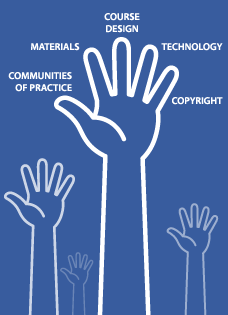 COURSE
DESIGN
MATERIALS
TECHNOLOGY
COMMUNITIES
OF PRACTICE
COPYRIGHT